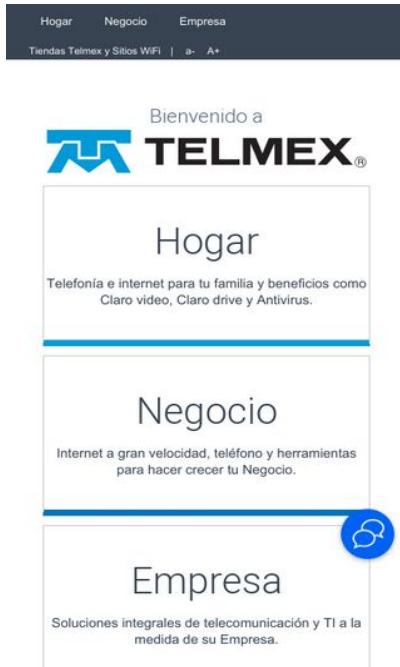 Hogar Negocio Empresa
Tiendas Telmex y Sitios WiFi | a- A+
Bienvenido a
TELMEX®
Hogar
Telefonía e internet para tu familia y beneficios como
Claro video, Claro drive y Antivirus.
Negocio
Internet a gran velocidad, teléfono y herramientas
para hacer crecer tu Negocio.
Empresa
Soluciones integrales de telecomunicación y TI a la
medida de su Empresa.